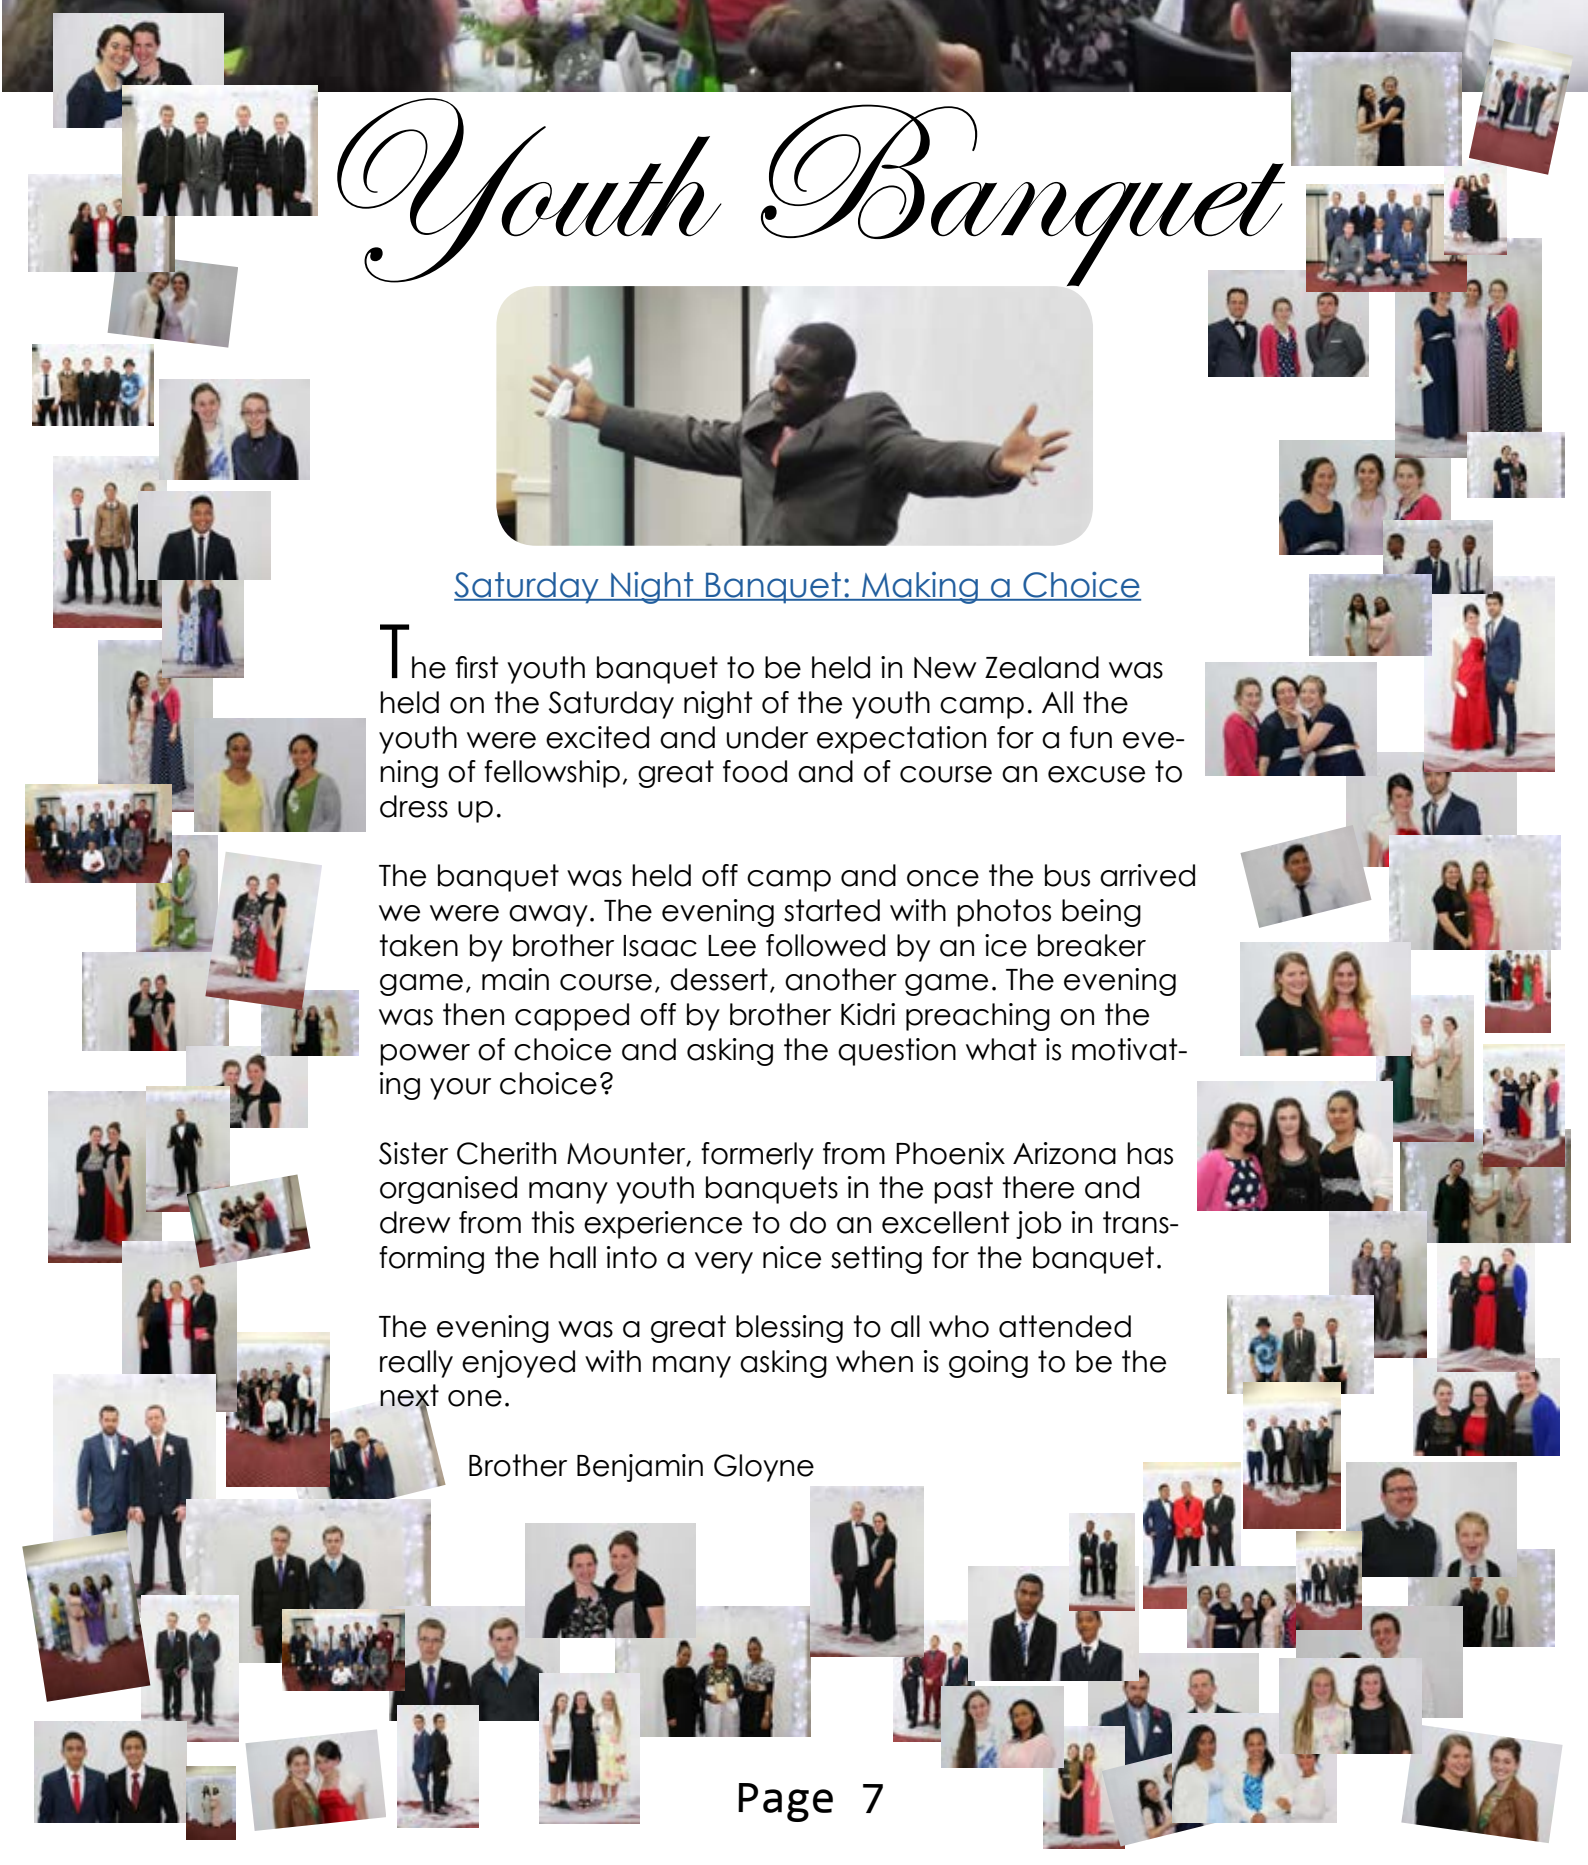 Youth Banquet
Saturday Night Banquet: Making a Choice
The first youth banquet to be held in New Zealand was
held on the Saturday night of the youth camp. All the
youth were excited and under expectation for a fun eve-
ning of fellowship, great food and of course an excuse to
dress up.
The banquet was held off camp and once the bus arrived
we were away. The evening started with photos being
taken by brother Isaac Lee followed by an ice breaker
game, main course, dessert, another game. The evening
was then capped off by brother Kidri preaching on the
power of choice and asking the question what is motivat-
ing your choice?
Sister Cherith Mounter, formerly from Phoenix Arizona has
organised many youth banquets in the past there and
drew from this experience to do an excellent job in trans-
forming the hall into a very nice setting for the banquet.
The evening was a great blessing to all who attended
really enjoyed with many asking when is going to be the
next one.
Brother Benjamin Gloyne
Page 7